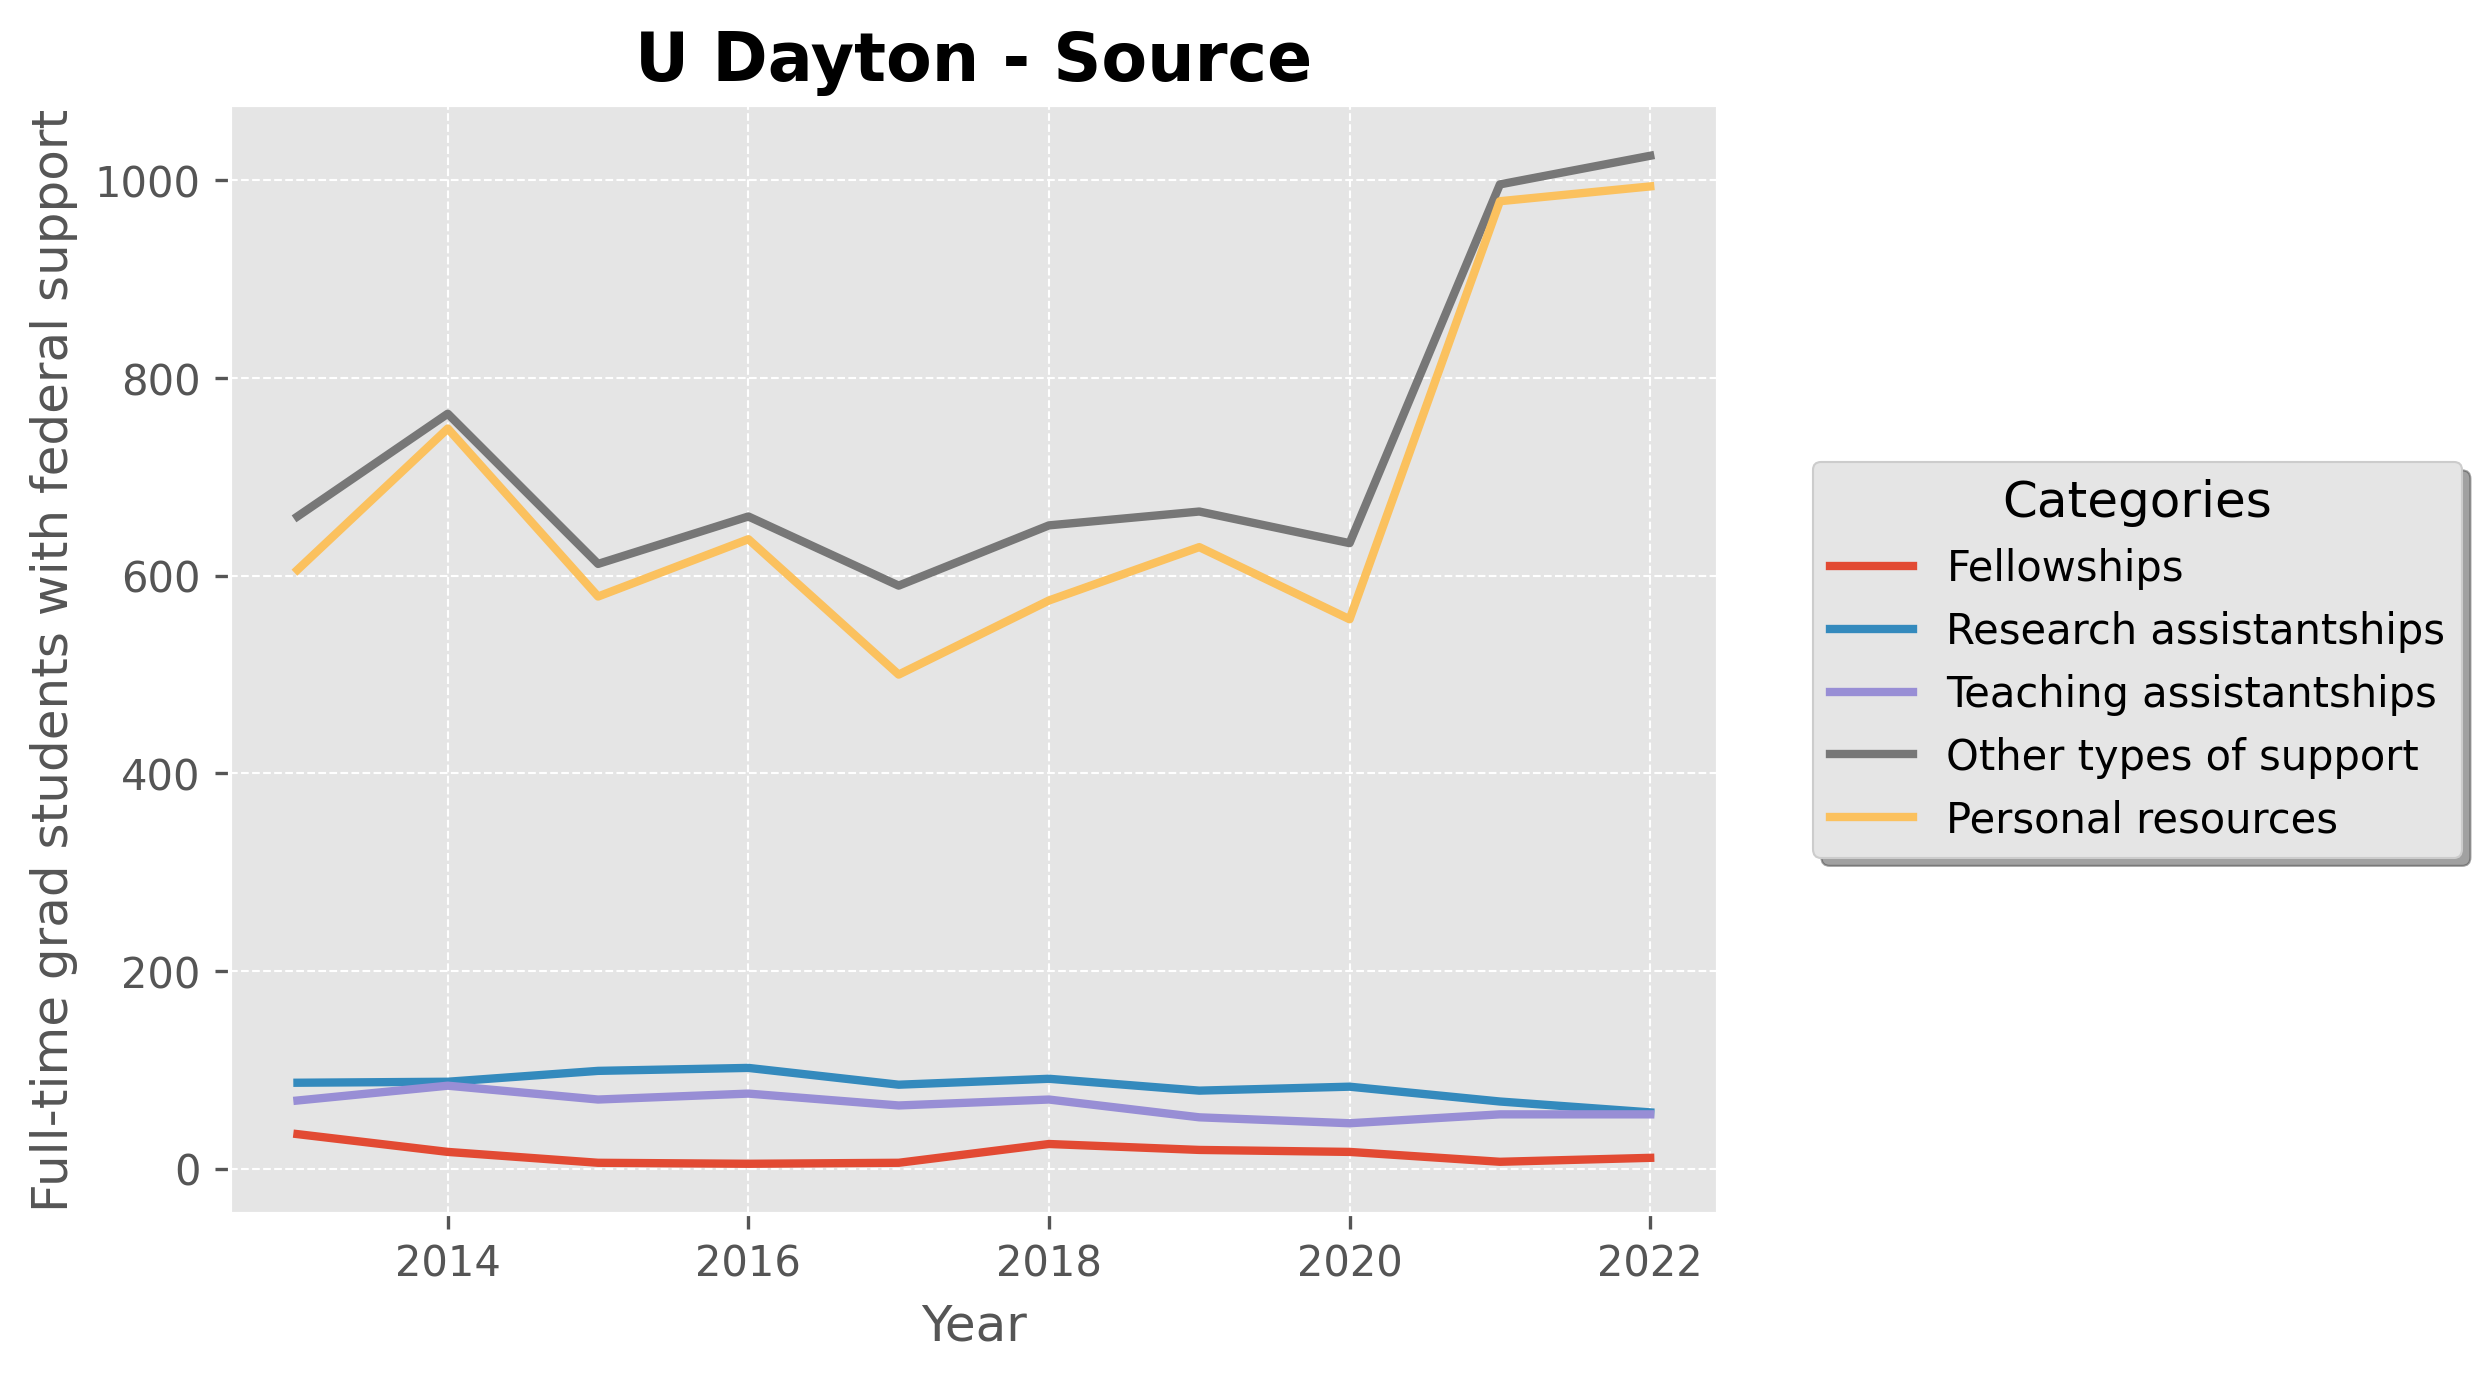 U Dayton - Source
Full-time grad students with federal support
1000
800
600
400
200
0
2014
2016
2018
2020
2022
Year
Categories
Fellowships
Research assistantships
Teaching assistantships
Other types of support
Personal resources